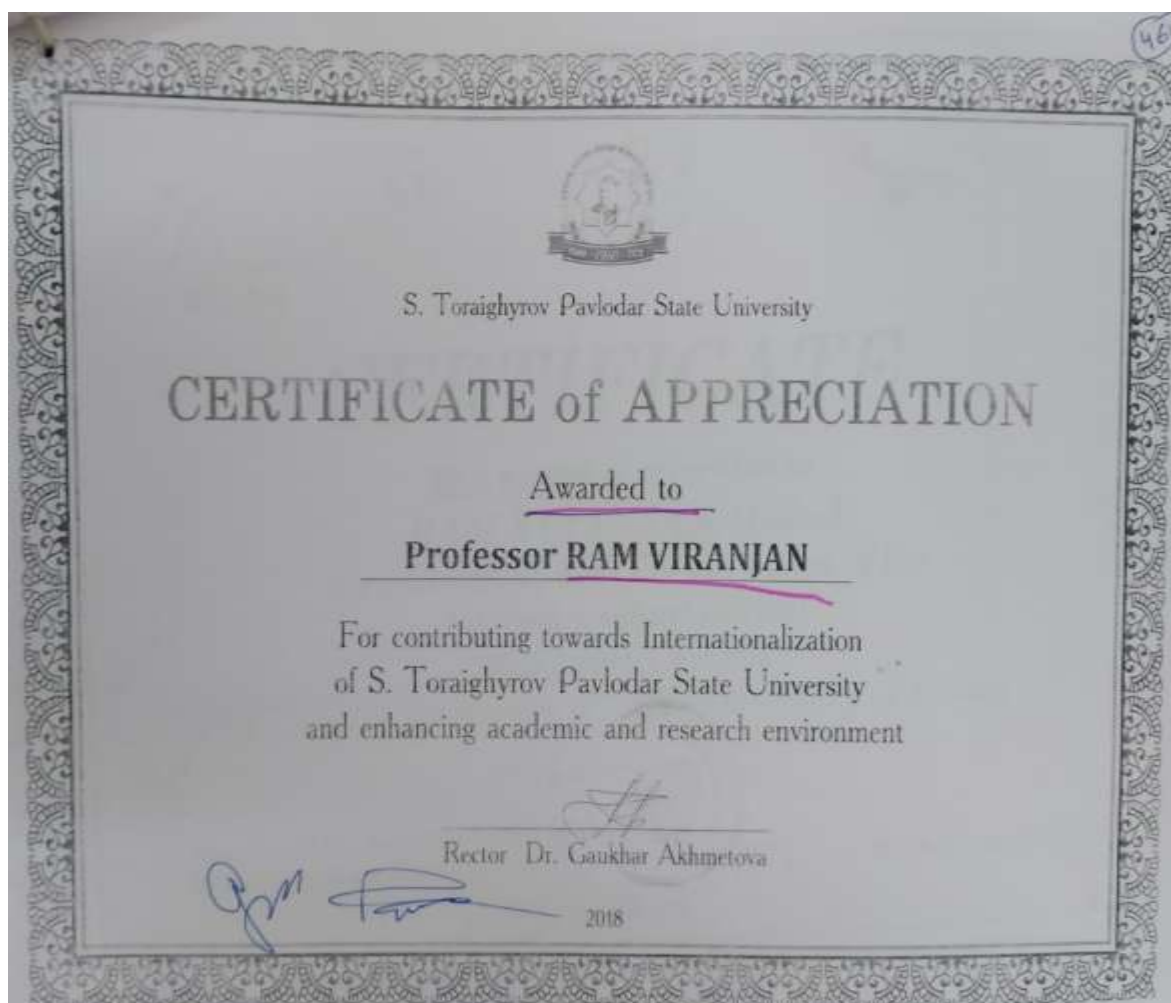 46
S. Toraighyrov Pavlodar State University
CERTIFICATE of APPRECIATION
Awarded to
Professor RAM VIRANJAN
For contributing towards Internationalization
of S. Toraighyrov Pavlodar State University
and enhancing academic and research environment
Rector Dr. Gaukhar Akhmetova
2018